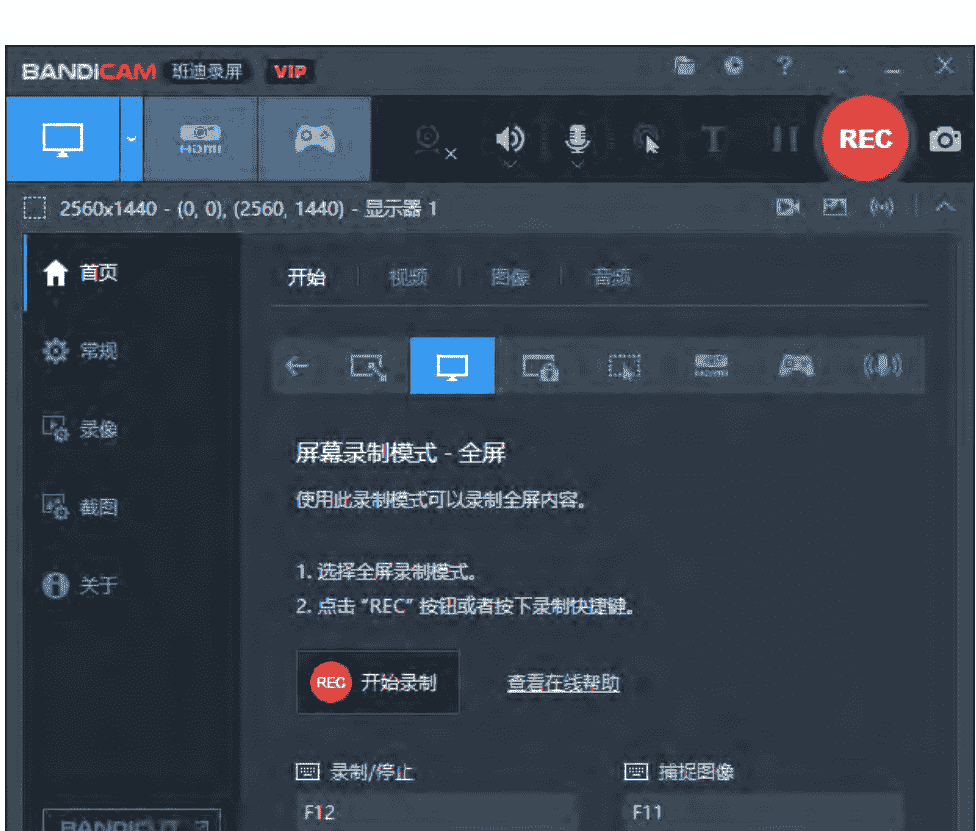 BANDICAM 班迪录屏 VIP
HDMI
T
REC
2560x1440 - (0, 0), (2560, 1440) - 显示器 1
首页
常规
录像
截图
关于
开始 视频 图像 音频
HDMI
屏幕录制模式 - 全屏
使用此录制模式可以录制全屏内容。
1. 选择全屏录制模式。
2. 点击 “REC” 按钮或者按下录制快捷键。
REC 开始录制 查看在线帮助
录制/停止 捕捉图像
F12 F11
BANDICUT